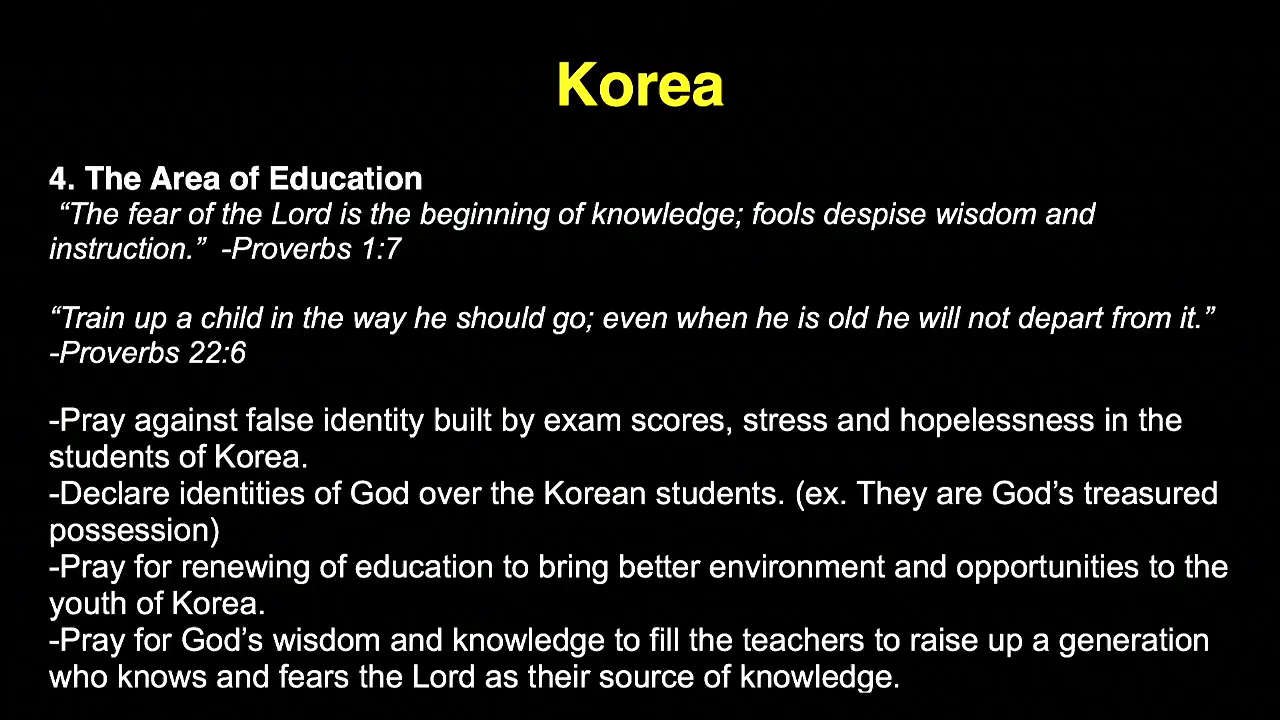 Korea
4. The Area of Education
“The fear of the Lord is the beginning of knowledge; fools despise wisdom and
instruction.” -Proverbs 1:7
“Train up a child in the way he should go; even when he is old he will not depart from it.”
-Proverbs 22:6
-Pray against false identity built by exam scores, stress and hopelessness in the
students of Korea.
-Declare identities of God over the Korean students. (ex. They are God’s treasured
possession)
-Pray for renewing of education to bring better environment and opportunities to the
youth of Korea.
-Pray for God’s wisdom and knowledge to fill the teachers to raise up a generation
who knows and fears the Lord as their source of knowledge.